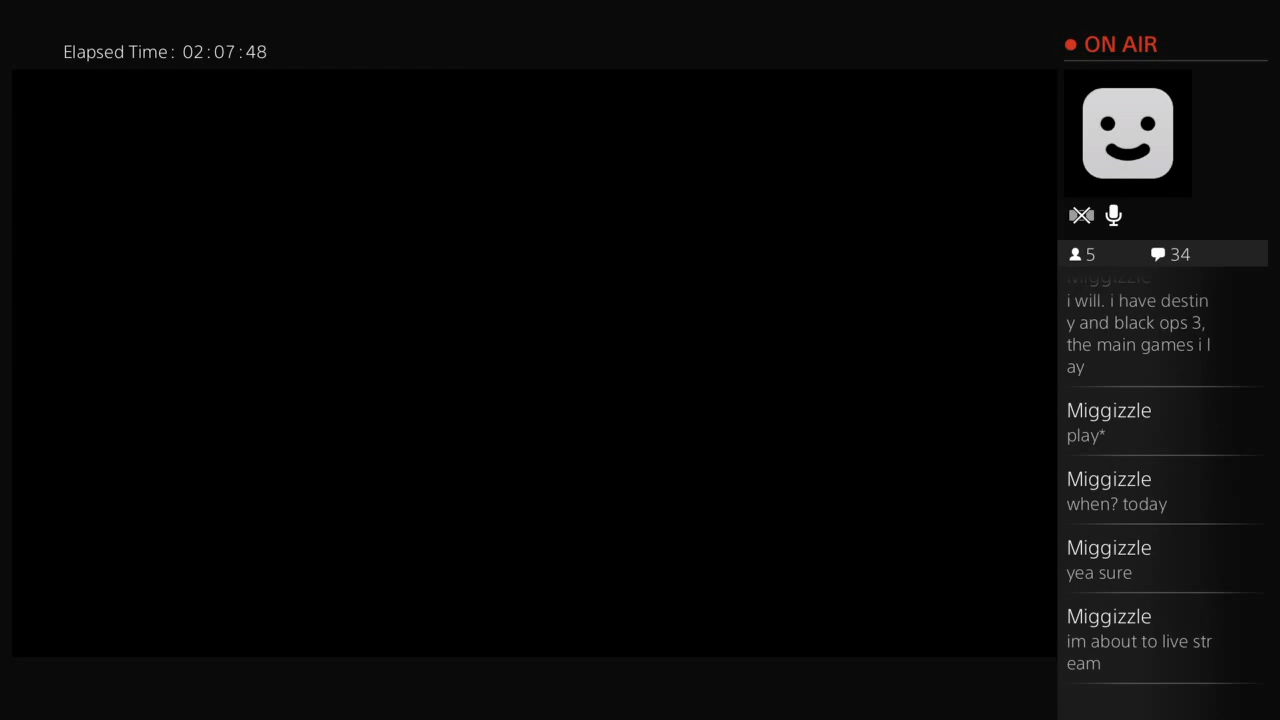 Elapsed Time: 02:07:48
ON AIR
5 34
Miggizzle
i will. i have destin
y and black ops 3,
the main games i l
ay
Miggizzle
play*
Miggizzle
when? today
Miggizzle
yea sure
Miggizzle
im about to live str
eam